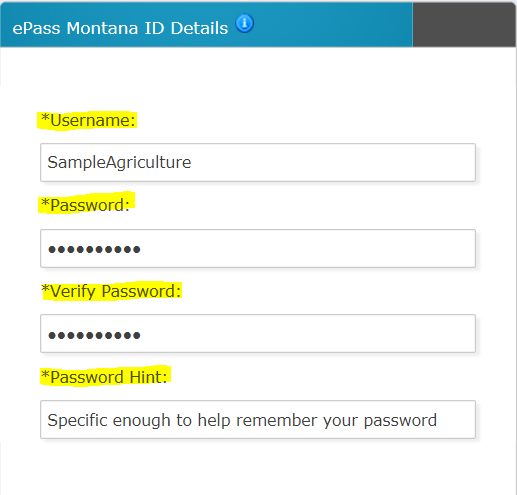 ePass Montana ID Details i
*Username:
SampleAgriculture
*Password:
••••••••••
*Verify Password:
••••••••••
*Password Hint:
Specific enough to help remember your password